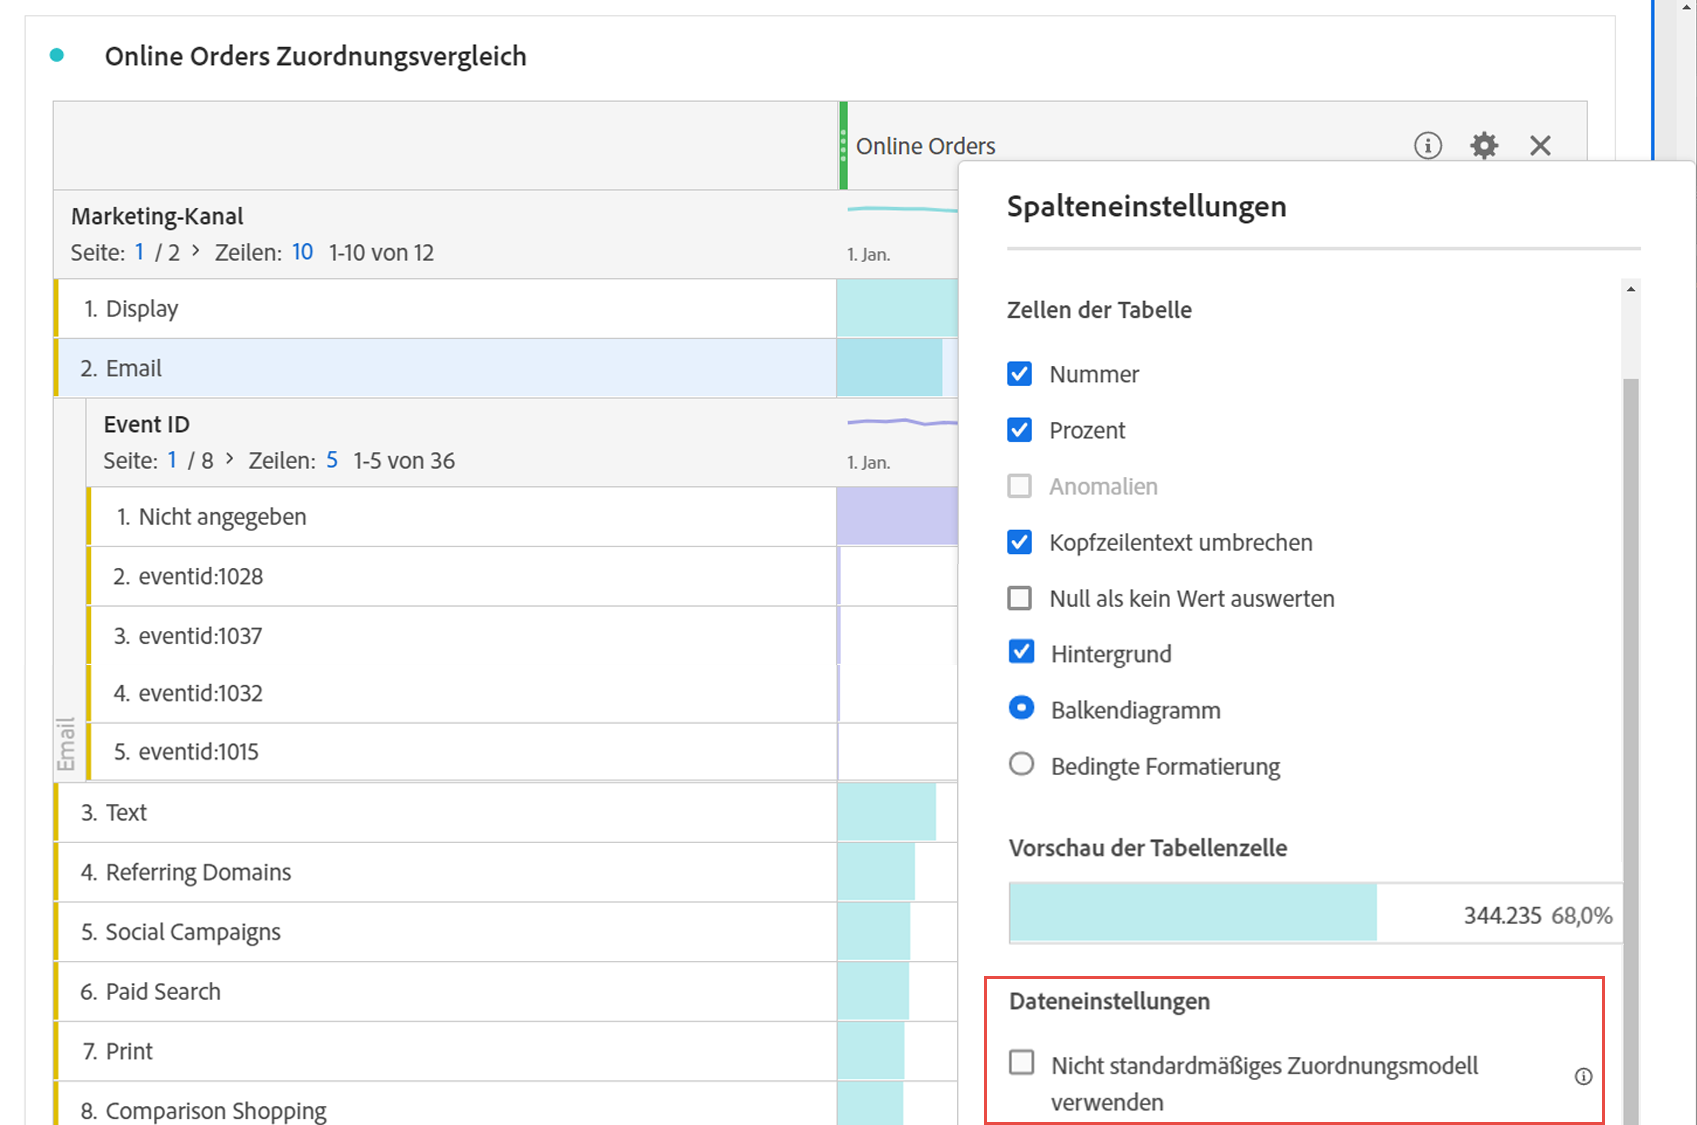 Online Orders Zuordnungsvergleich
Online Orders
Marketing-Kanal
Seite: 1 / 2 > Zeilen: 10 1-10 von 12
1. Jan.
1. Display
2. Email
Event ID
Seite: 1 / 8 > Zeilen: 5 1-5 von 36
1. Jan.
1. Nicht angegeben
2. eventid:1028
3. eventid:1037
4. eventid:1032
5. eventid:1015
Email
3. Text
4. Referring Domains
5. Social Campaigns
6. Paid Search
7. Print
8. Comparison Shopping
Spalteneinstellungen
Zellen der Tabelle
Nummer
Prozent
Anomalien
Kopfzeilentext umbrechen
Null als kein Wert auswerten
Hintergrund
Balkendiagramm
Bedingte Formatierung
Vorschau der Tabellenzelle
344.235 68,0%
Dateneinstellungen
Nicht standardmäßiges Zuordnungsmodell
verwenden